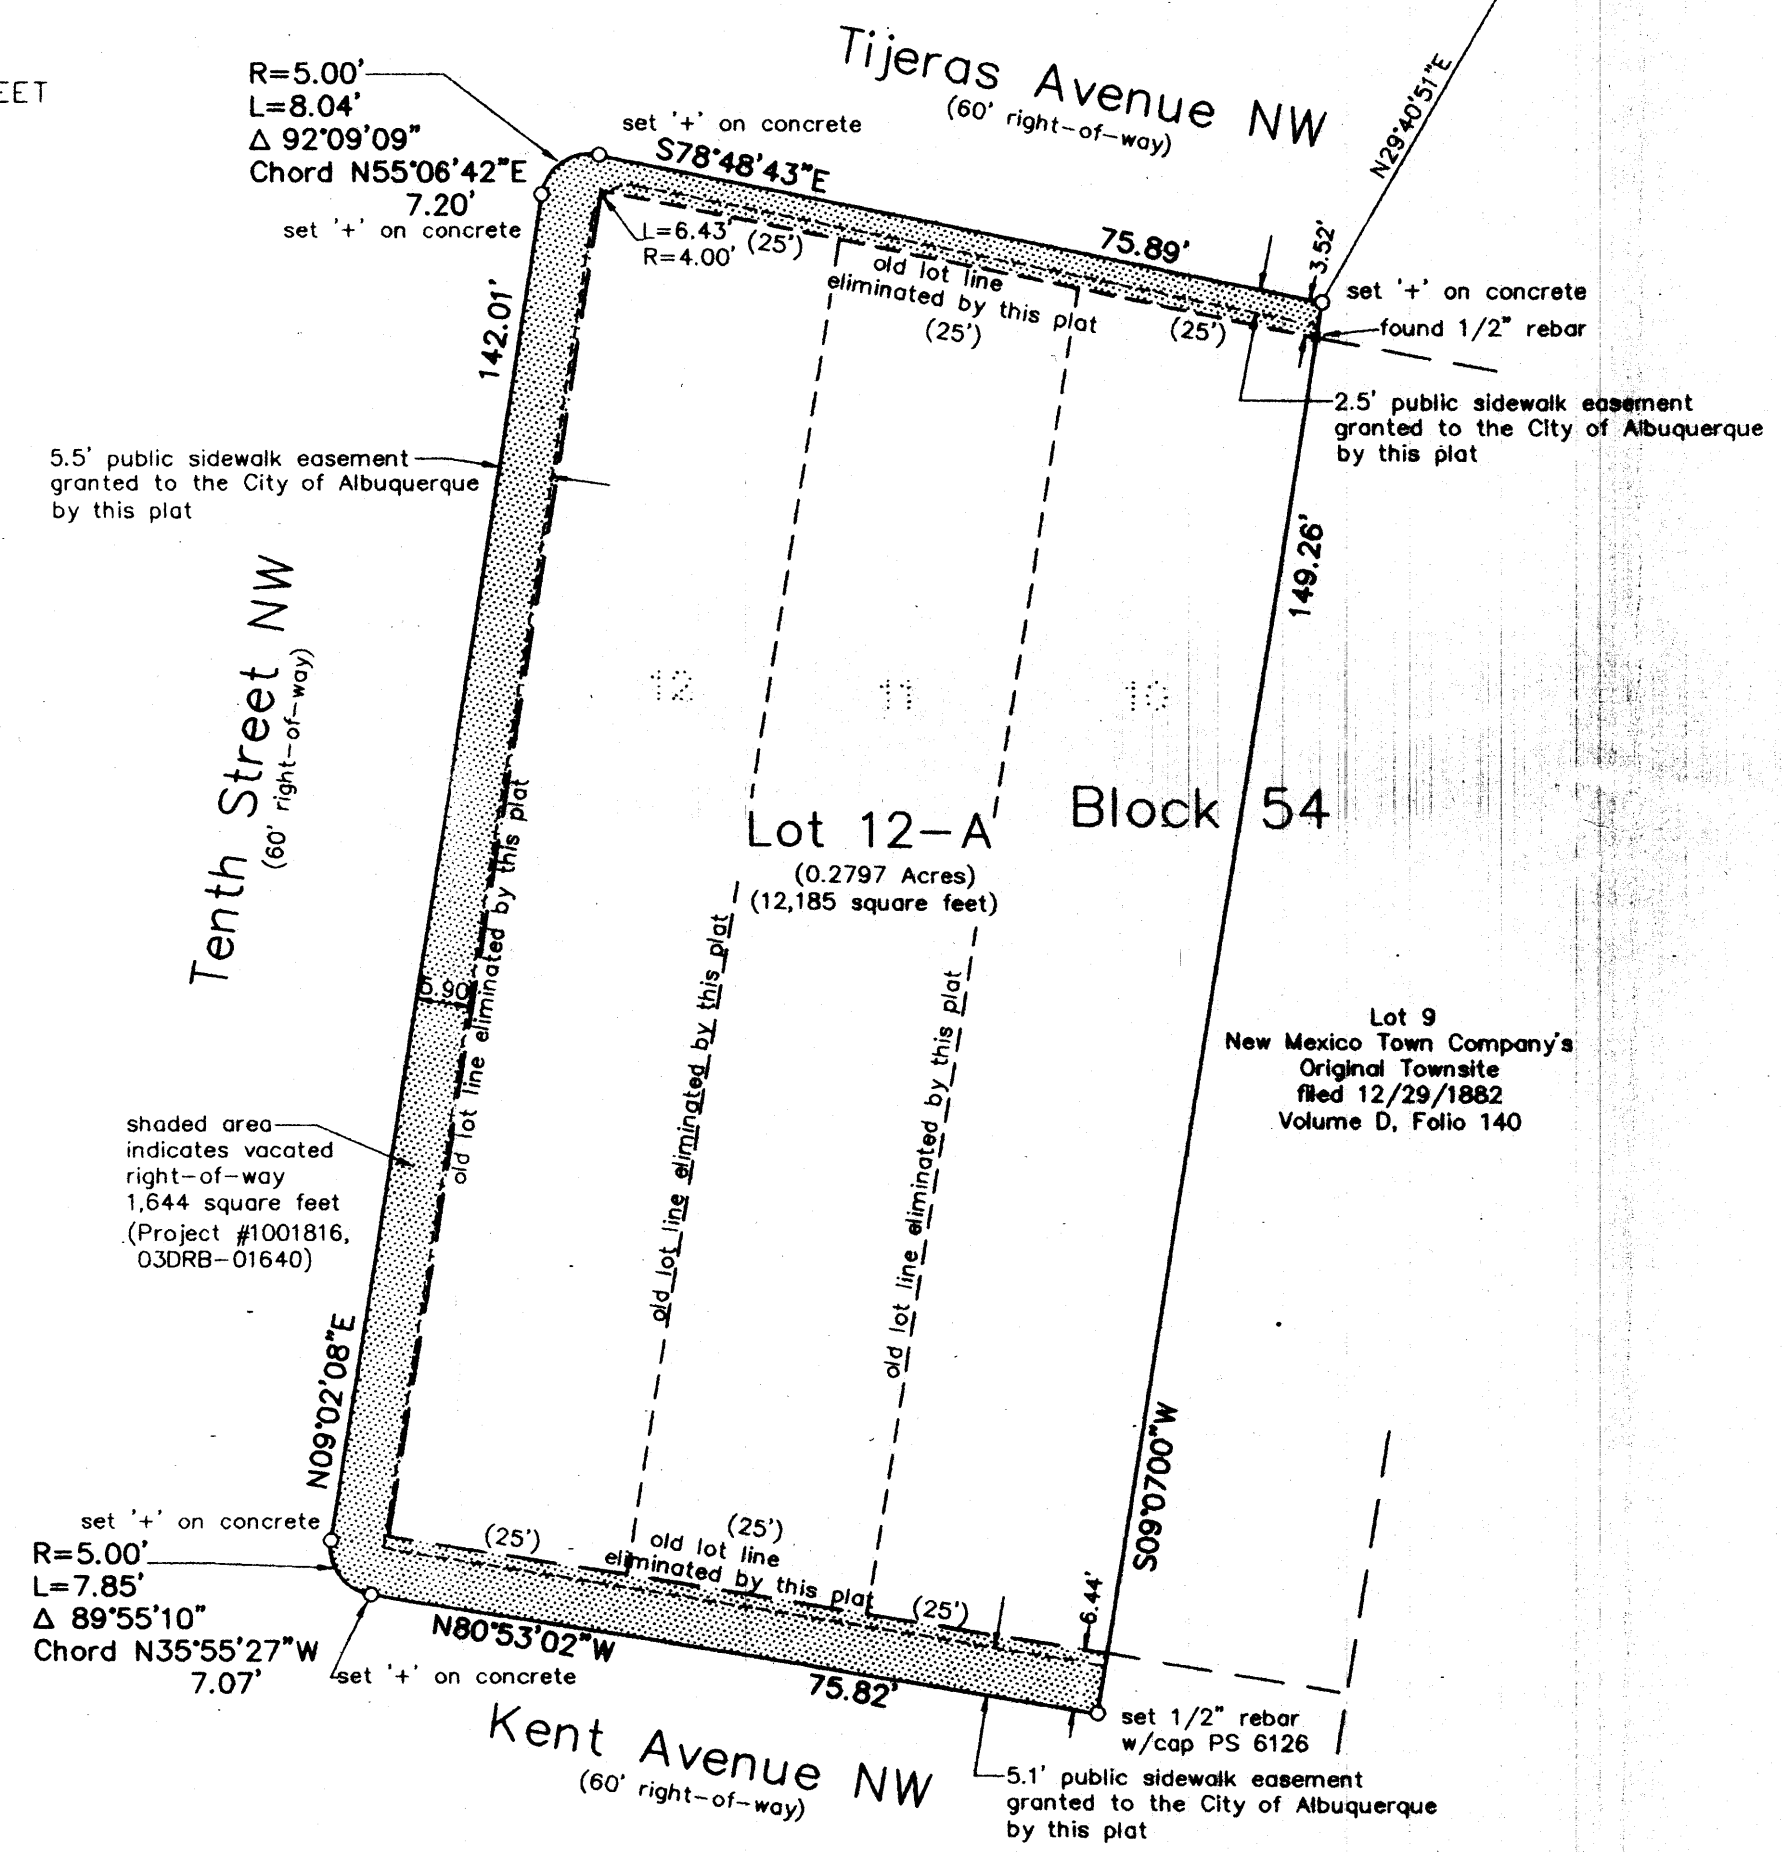 EET
R=5.00'
L=8.04'
Δ 92°09'09"
Chord N55°06'42"E
7.20'
set '+' on concrete
set '+' on concrete
Tijeras Avenue NW
(60' right-of-way)
S78°48'43"E
75.89'
N29°40'51"E
3.52'
L=6.43'
R=4.00'
(25')
old lot line
eliminated by this plat
(25')
(25')
set '+' on concrete
found 1/2" rebar
2.5' public sidewalk easement
granted to the City of Albuquerque
by this plat
142.01'
149.26'
5.5' public sidewalk easement
granted to the City of Albuquerque
by this plat
Tenth Street NW
(60' right-of-way)
12
11
10
Block 54
Lot 12-A
(0.2797 Acres)
(12,185 square feet)
old lot line eliminated by this plat
old lot line eliminated by this plat
old lot line eliminated by this plat
5.90'
Lot 9
New Mexico Town Company's
Original Townsite
filed 12/29/1882
Volume D, Folio 140
shaded area
indicates vacated
right-of-way
1,644 square feet
(Project #1001816,
03DRB-01640)
N09°02'08"E
S09°07'00"W
set '+' on concrete
R=5.00'
L=7.85'
Δ 89°55'10"
Chord N35°55'27"W
7.07'
set '+' on concrete
(25')
(25')
old lot line
eliminated by this plat
(25')
6.44'
N80°53'02"W
75.82'
Kent Avenue NW
(60' right-of-way)
set 1/2" rebar
w/cap PS 6126
5.1' public sidewalk easement
granted to the City of Albuquerque
by this plat